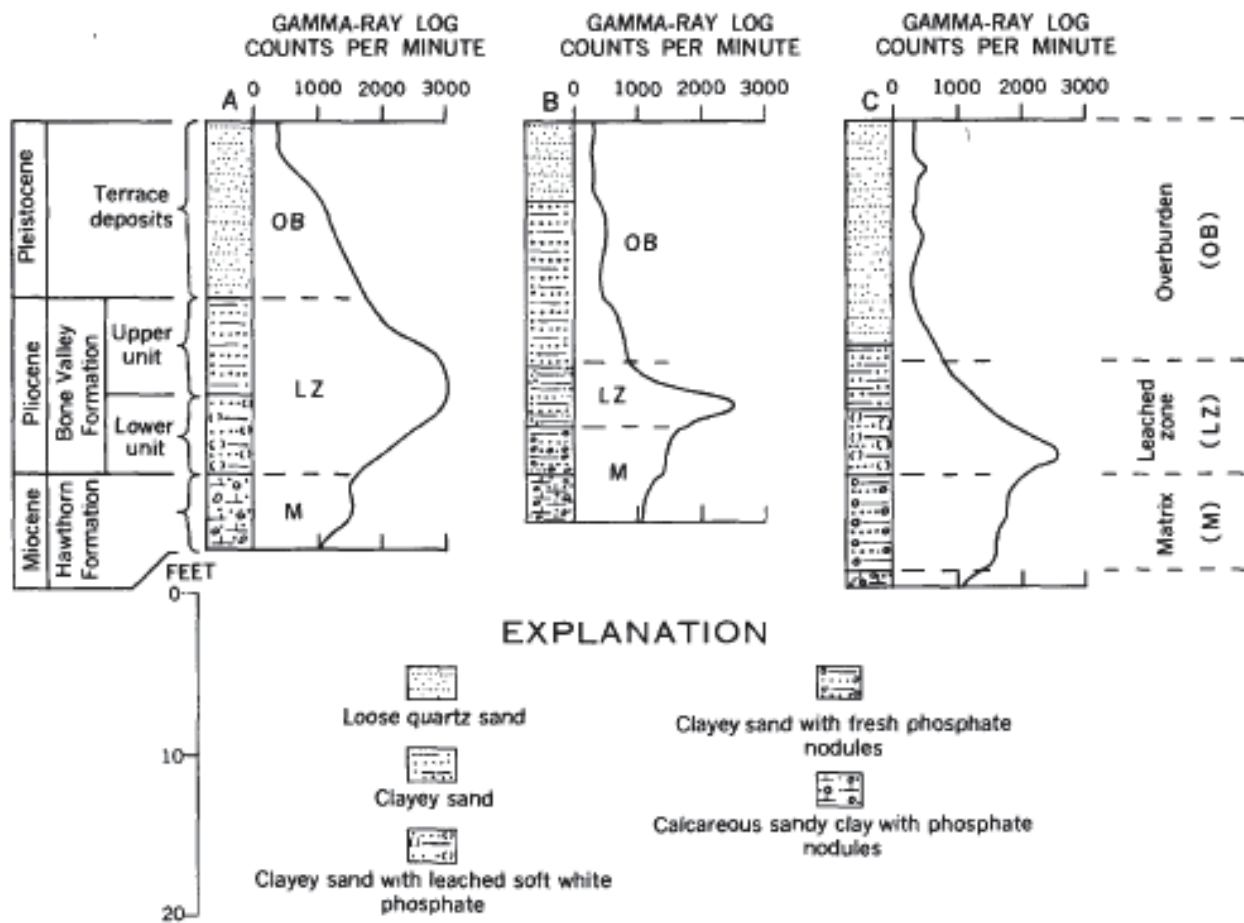 GAMMA-RAY LOG
COUNTS PER MINUTE
A 0 1000 2000 3000
GAMMA-RAY LOG
COUNTS PER MINUTE
B 0 1000 2000 3000
GAMMA-RAY LOG
COUNTS PER MINUTE
C 0 1000 2000 3000
Pleistocene
Terrace
deposits
Pliocene
Bone Valley
Formation
Upper
unit
Lower
unit
Miocene
Hawthorn
Formation
OB
LZ
M
OB
LZ
M
Overburden
(OB)
Leached
zone
(LZ)
Matrix
(M)
FEET
0
10
20
EXPLANATION
Loose quartz sand
Clayey sand
Clayey sand with leached soft white
phosphate
Clayey sand with fresh phosphate
nodules
Calcareous sandy clay with phosphate
nodules